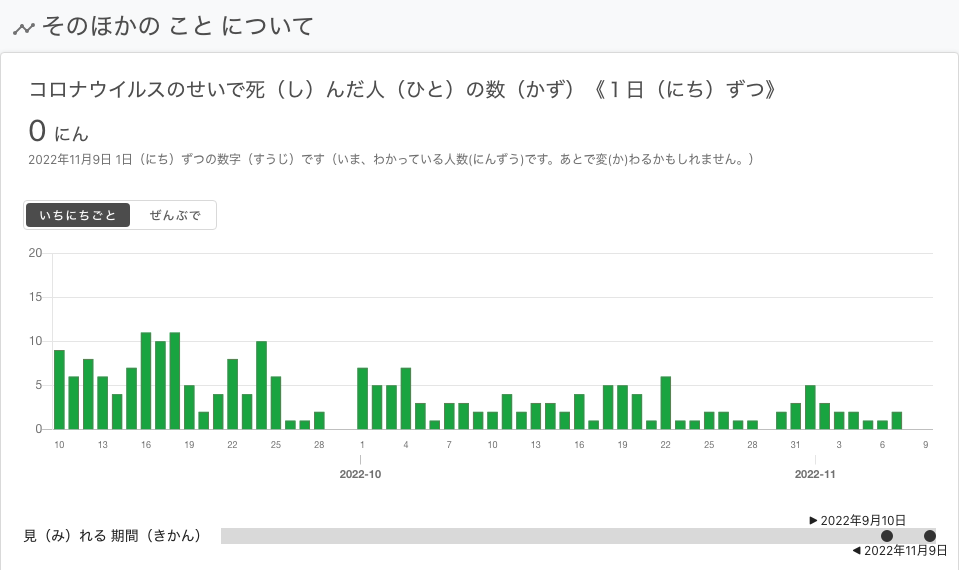 そのほかの こと について
コロナウイルスのせいで死（し）んだ人（ひと）の数（かず）《１日（にち）ずつ》
0 にん
2022年11月9日 1日（にち）ずつの数字（すうじ）です（いま、わかっている人数(にんずう)です。あとで変(か)わるかもしれません。）
いちにちごと ぜんぶで
20
15
10
5
0
10 13 16 19 22 25 28 1 4 7 10 13 16 19 22 25 28 31 3 6 9
2022-10 2022-11
▶ 2022年9月10日
見（み）れる 期間（きかん）
◀ 2022年11月9日